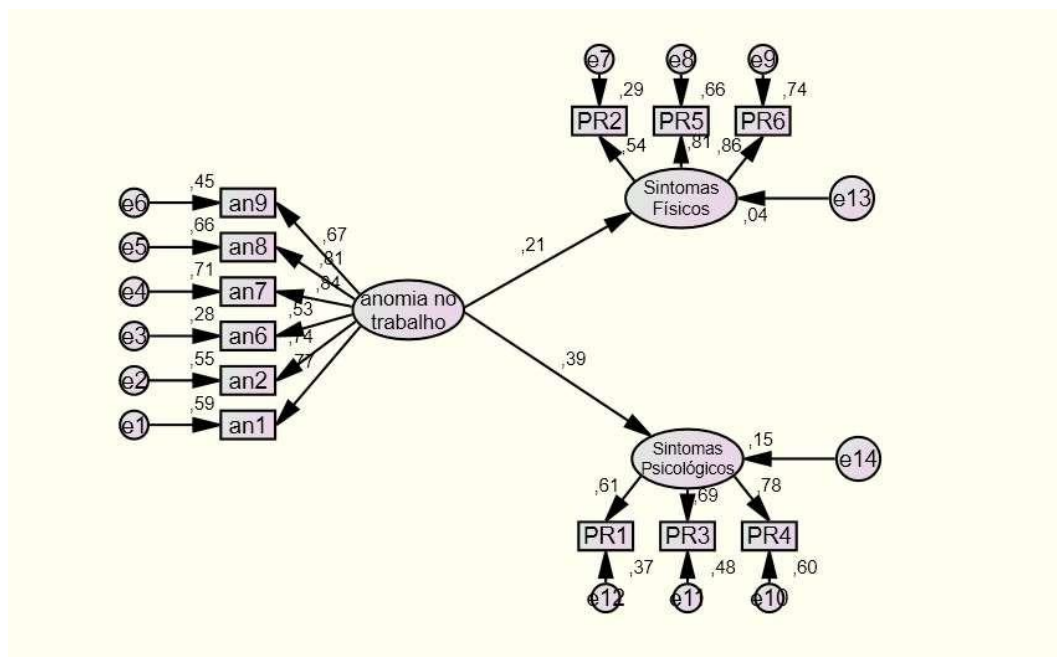 e7
e8
e9
,29
,66
,74
PR2
PR5
PR6
,54
,81
,86
Sintomas
Físicos
e13
,04
,45
e6
an9
,66
e5
an8
,71
e4
an7
,28
e3
an6
,55
e2
an2
,59
e1
an1
,67
,81
,84
,53
,74
,77
anomia no
trabalho
,21
,39
Sintomas
Psicológicos
,15
e14
,61
,69
,78
PR1
PR3
PR4
,37
,48
,60
e12
e11
e10